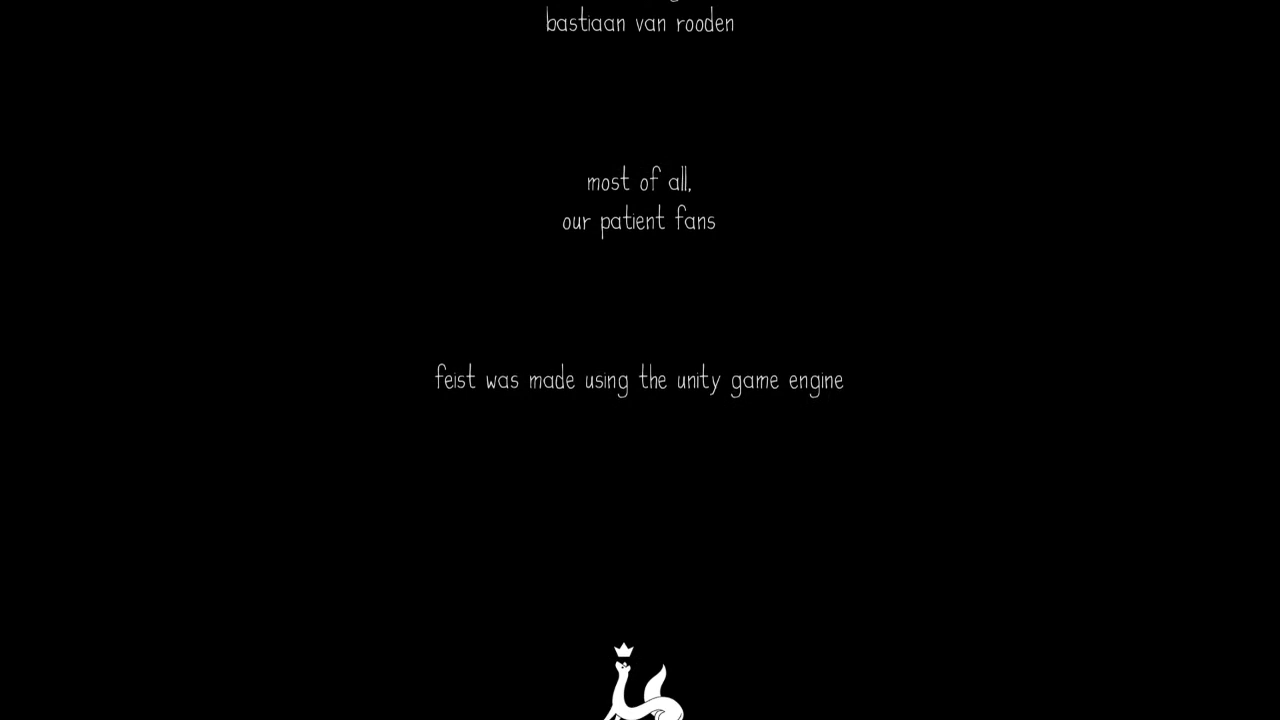 bastiaan van rooden
most of all,
our patient fans
feist was made using the unity game engine